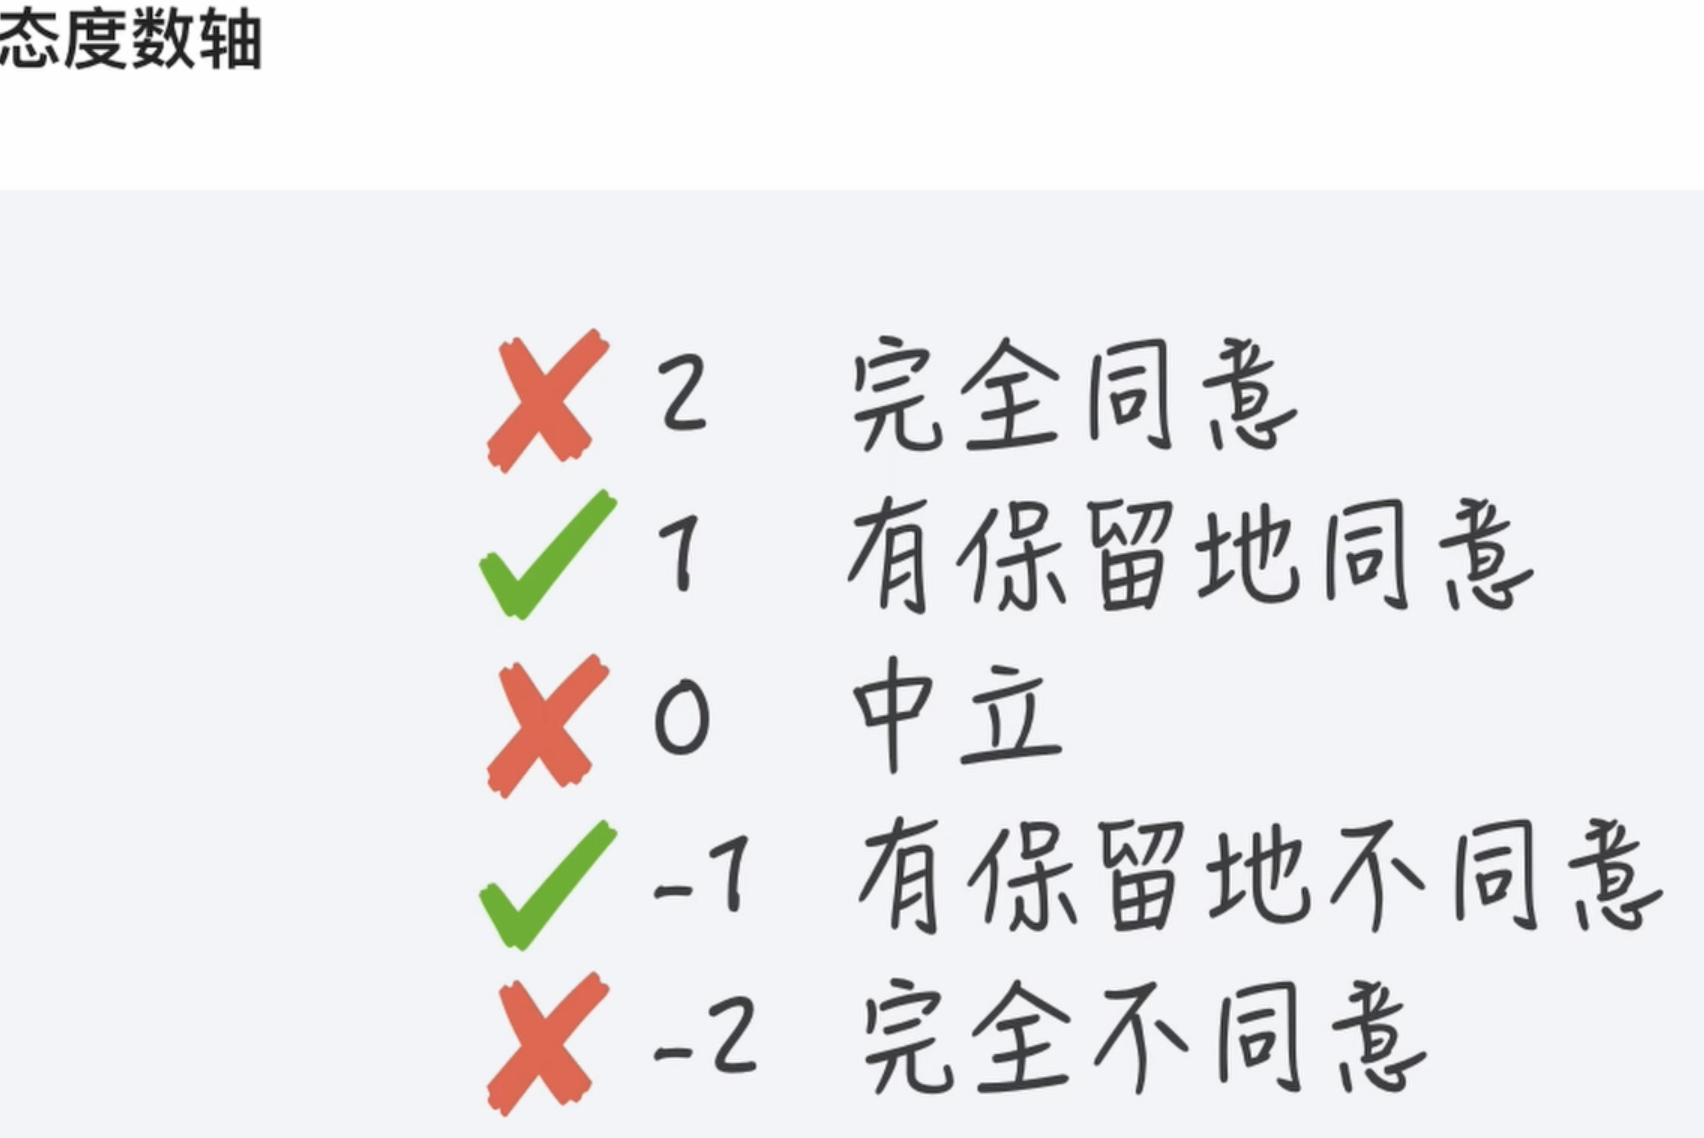 态度数轴
2 完全同意
1 有保留地同意
0 中立
-1 有保留地不同意
-2 完全不同意